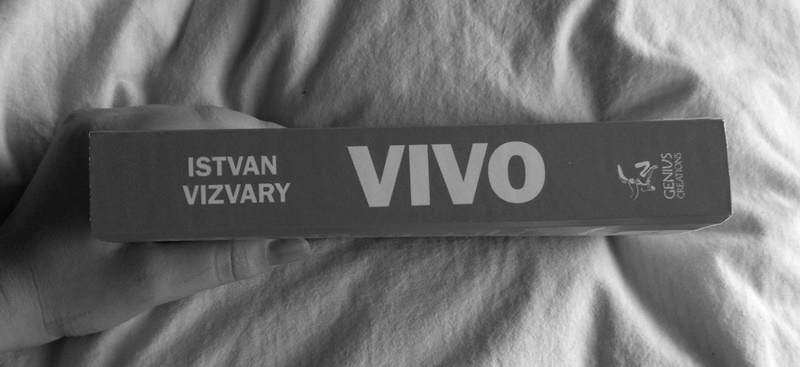 ISTVAN
VIZVARY
VIVO
GENIUS
CREATIONS